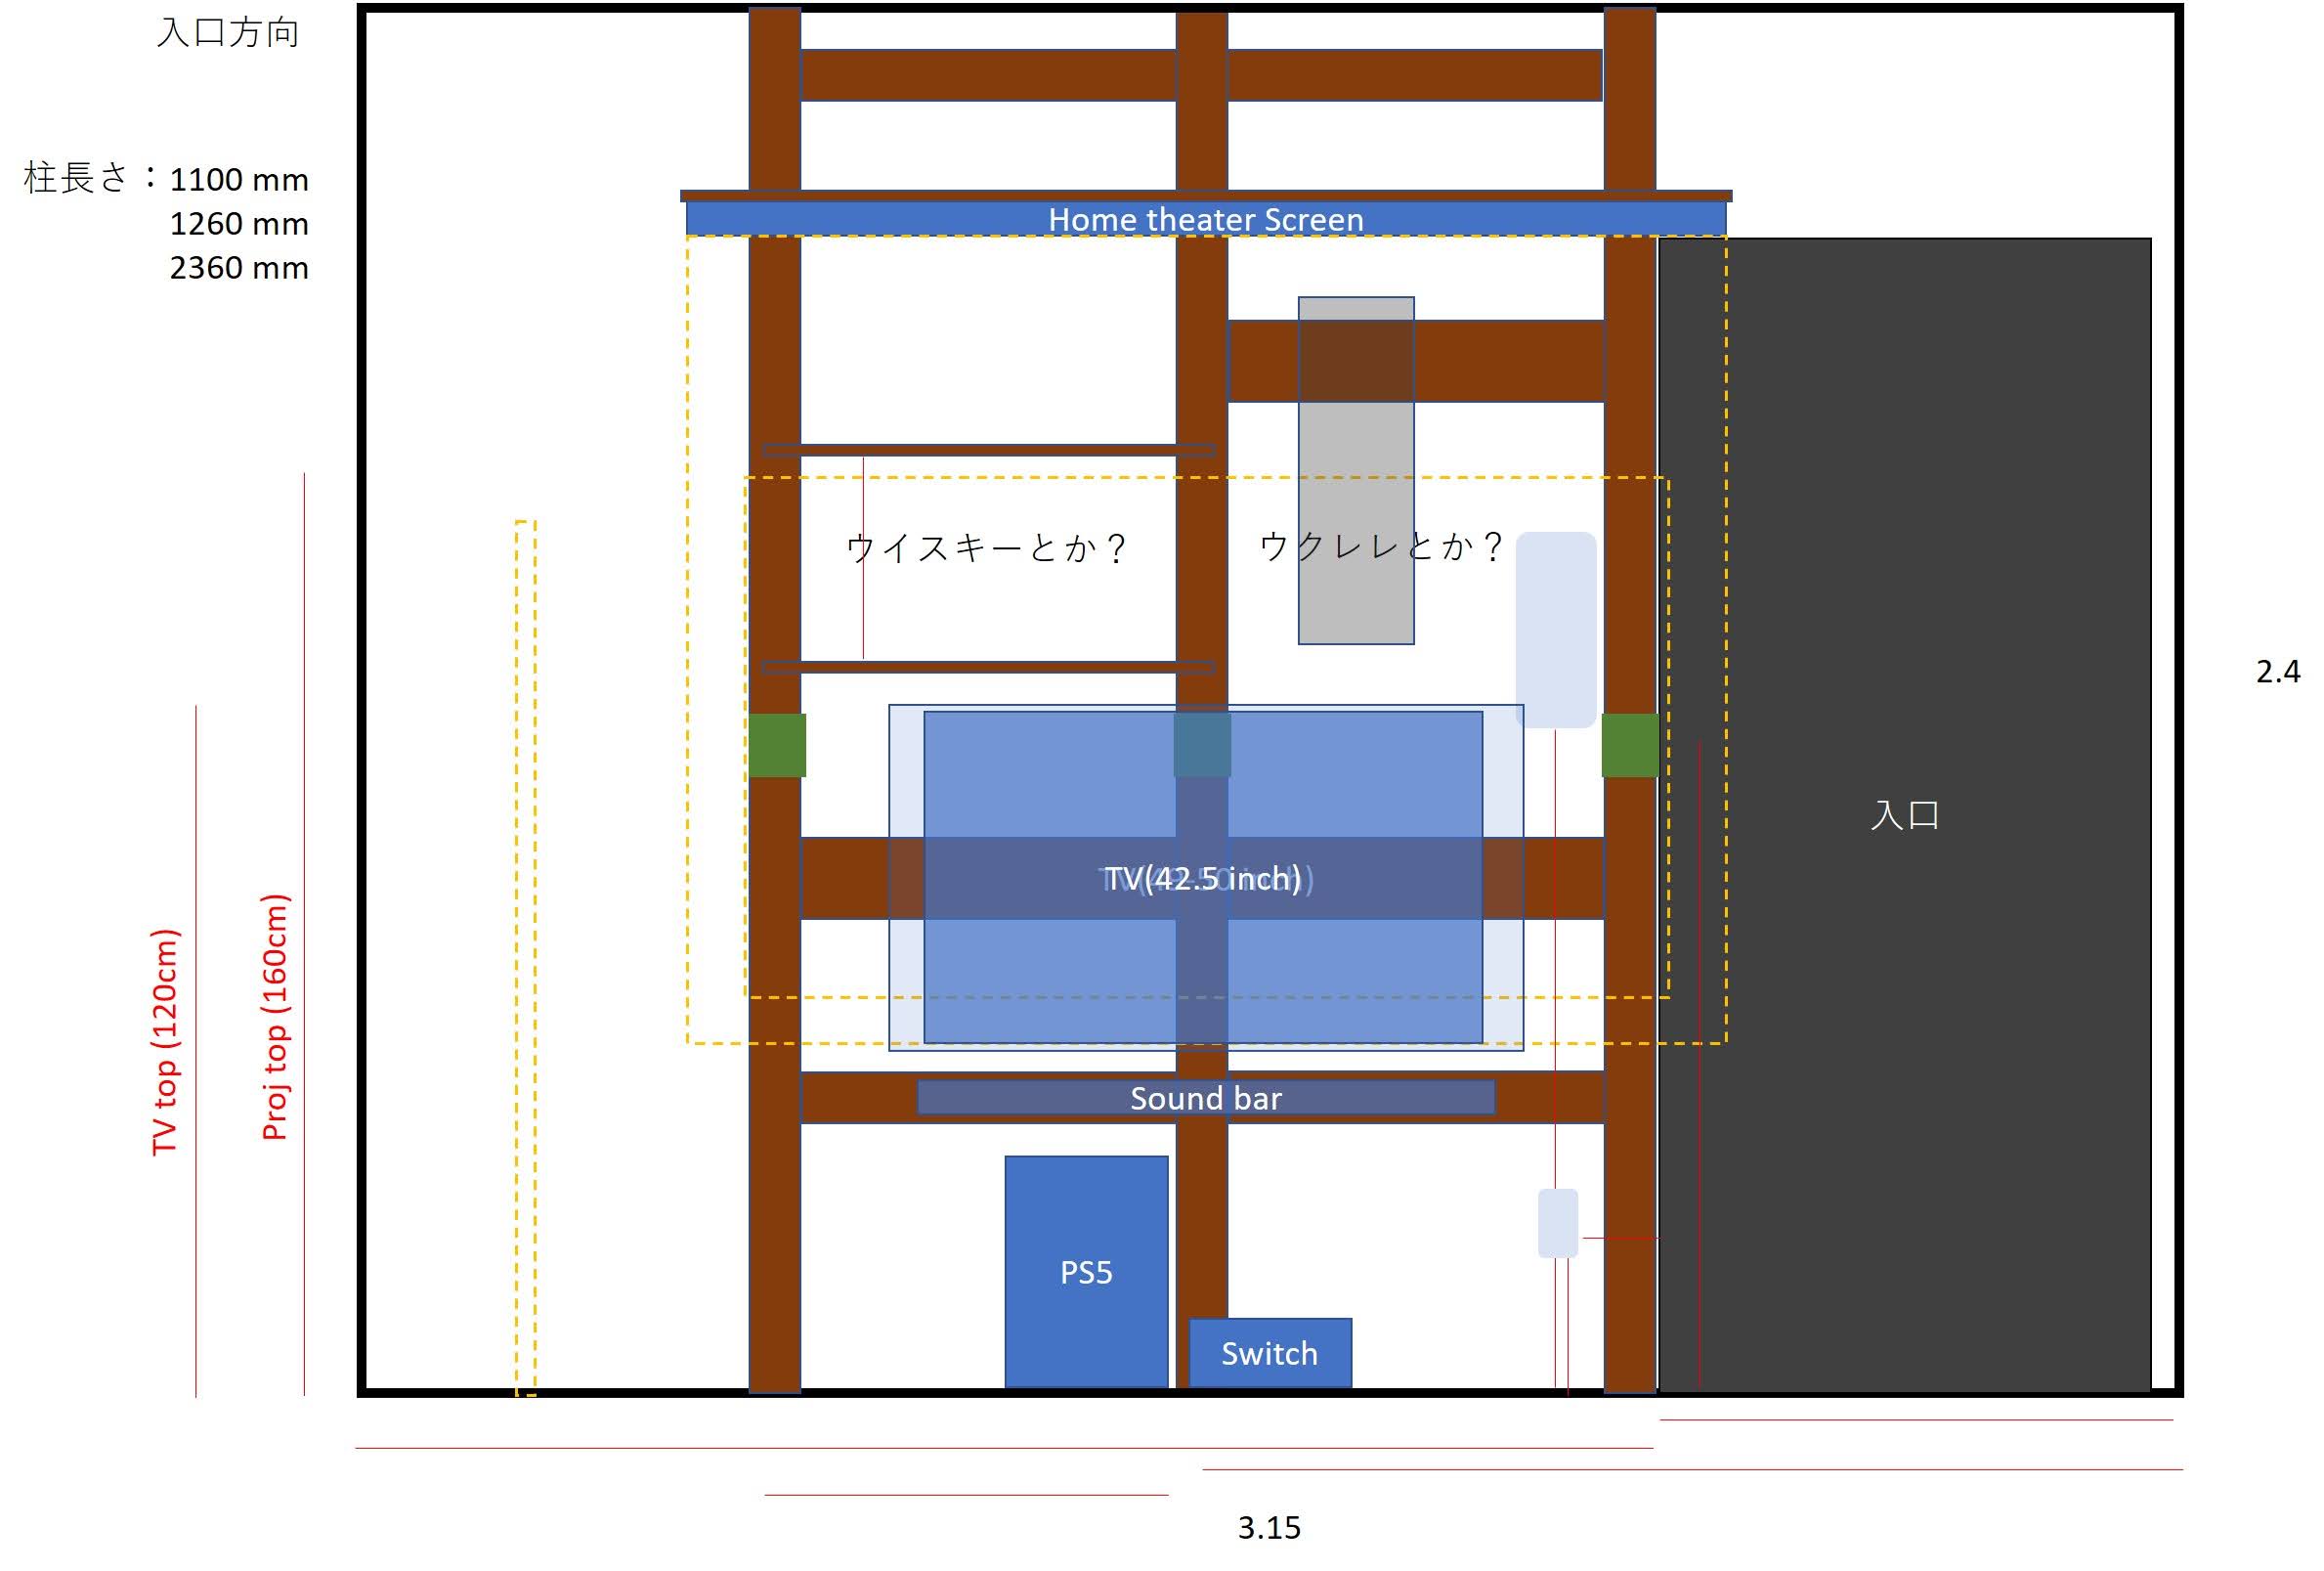 入口方向
柱長さ：1100 mm
1260 mm
2360 mm
Home theater Screen
ウイスキーとか？
ウクレレとか？
2.4
入口
TV(42.5 inch)
TV top (120cm)
Proj top (160cm)
Sound bar
PS5
Switch
3.15